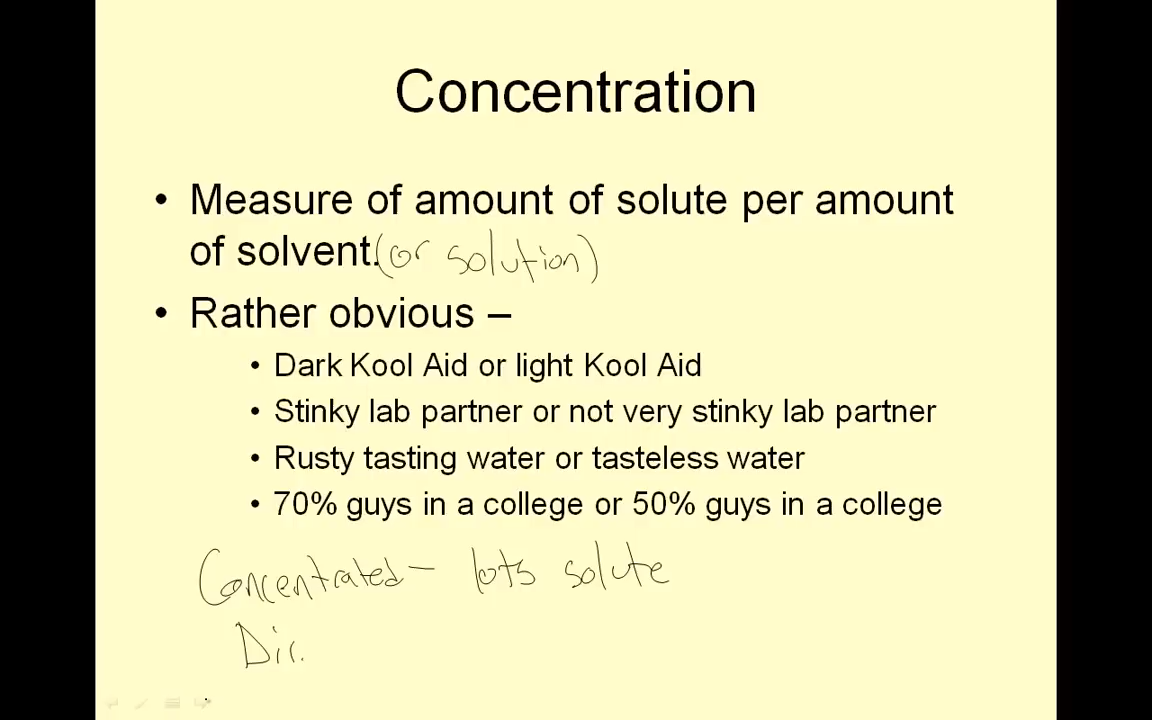 Concentration
• Measure of amount of solute per amount
of solvent.(or solution)
• Rather obvious –
• Dark Kool Aid or light Kool Aid
• Stinky lab partner or not very stinky lab partner
• Rusty tasting water or tasteless water
• 70% guys in a college or 50% guys in a college
Concentrated - lots solute